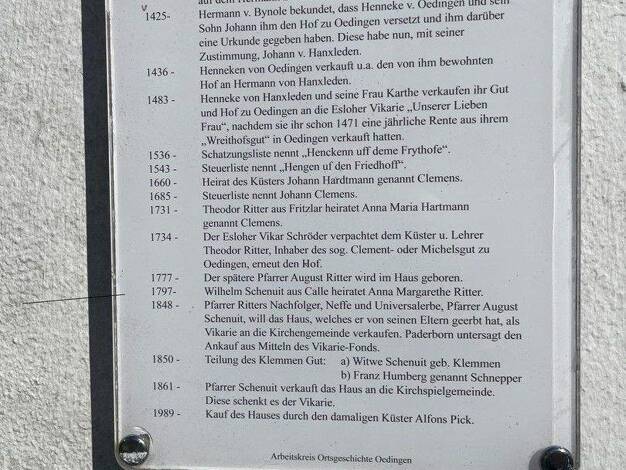 auf dem Hermann
Hermann v. Bynole bekundet, dass Henneke v. Oedingen und sein
1425- Sohn Johann ihm den Hof zu Oedingen versetzt und ihm darüber
eine Urkunde gegeben haben. Diese habe nun, mit seiner
Zustimmung, Johann v. Hanxleden.
1436 - Henneken von Oedingen verkauft u.a. den von ihm bewohnten
Hof an Hermann von Hanxleden.
1483 - Henneke von Hanxleden und seine Frau Karthe verkaufen ihr Gut
und Hof zu Oedingen an die Esloher Vikarie „Unserer Lieben
Frau", nachdem sie ihr schon 1471 eine jährliche Rente aus ihrem
„Wreithofsgut" in Oedingen verkauft hatten.
1536 - Schatzungsliste nennt „Henckenn uff deme Frythofe".
1543 - Steuerliste nennt „Hengen uf den Friedhoff".
1660 - Heirat des Küsters Johann Hardtmann genannt Clemens.
1685 - Steuerliste nennt Johann Clemens.
1731 - Theodor Ritter aus Fritzlar heiratet Anna Maria Hartmann
genannt Clemens.
1734 - Der Esloher Vikar Schröder verpachtet dem Küster u. Lehrer
Theodor Ritter, Inhaber des sog. Clement- oder Michelsgut zu
Oedingen, erneut den Hof.
1777 - Der spätere Pfarrer August Ritter wird im Haus geboren.
1797- Wilhelm Schenuit aus Calle heiratet Anna Margarethe Ritter.
1848 - Pfarrer Ritters Nachfolger, Neffe und Universalerbe, Pfarrer August
Schenuit, will das Haus, welches er von seinen Eltern geerbt hat, als
Vikarie an die Kirchengemeinde verkaufen. Paderborn untersagt den
Ankauf aus Mitteln des Vikarie-Fonds.
1850 - Teilung des Klemmen Gut: a) Witwe Schenuit geb. Klemmen
b) Franz Humberg genannt Schnepper
1861 - Pfarrer Schenuit verkauft das Haus an die Kirchspielgemeinde.
Diese schenkt es der Vikarie.
1989 - Kauf des Hauses durch den damaligen Küster Alfons Pick.
Arbeitskreis Ortsgeschichte Oedingen